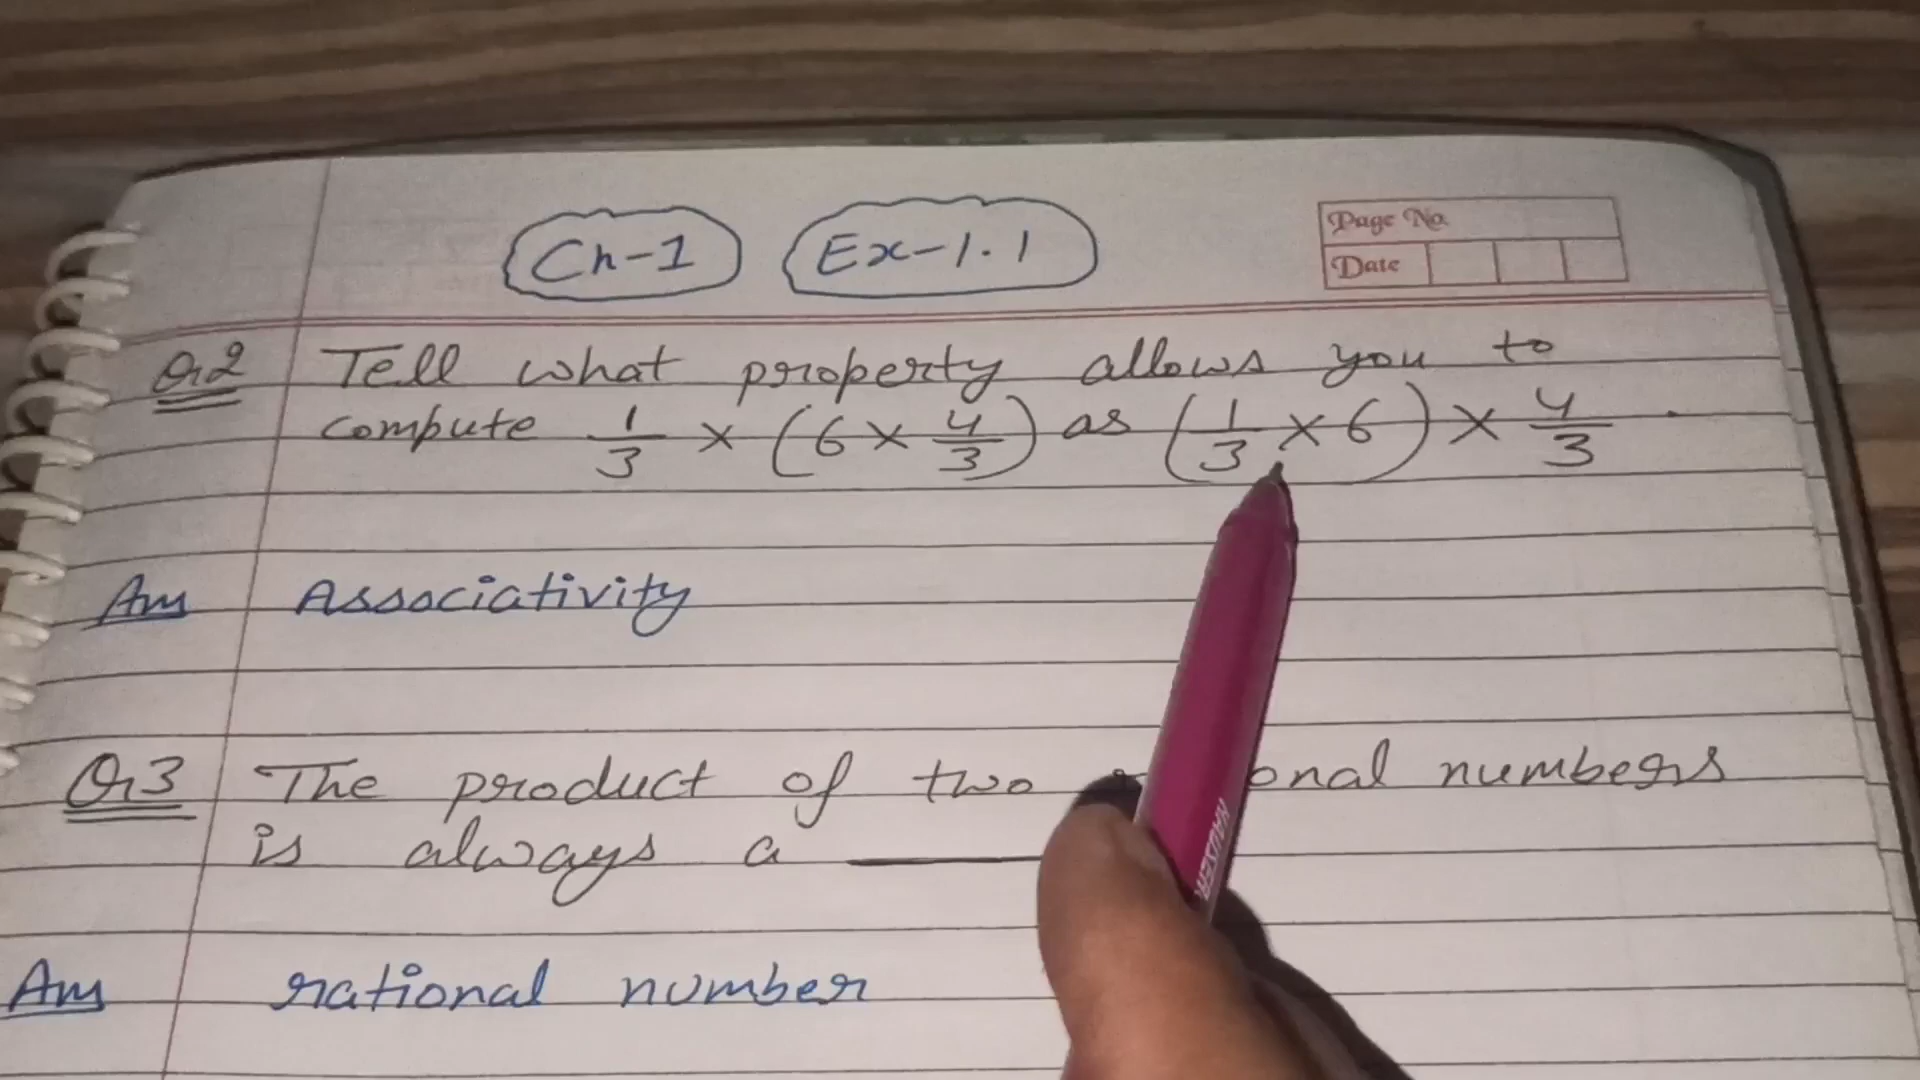 Ch-1 Ex-1.1
Page No.
Date
Q2 Tell what property allows you to
compute 1/3 × (6 × 4/3) as (1/3 × 6) × 4/3
Ans Associativity
Q3 The product of two onal numbers
is always a ____
Ans rational number
HAUSER